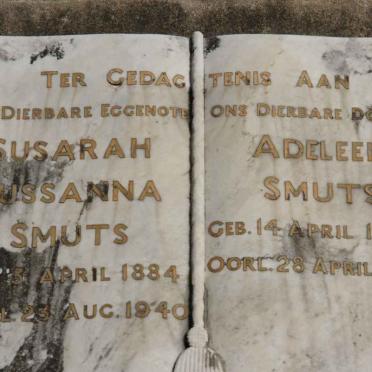 TER GEDAG TENIS AAN
DIERBARE EGGENOTE
SUSARAH
SUSSANNA
SMUTS
APRIL 1884
23 AUG. 1940
ONS DIERBARE
ADELEE
SMUTS
GEB. 14 APRIL
OORL. 28 APRIL